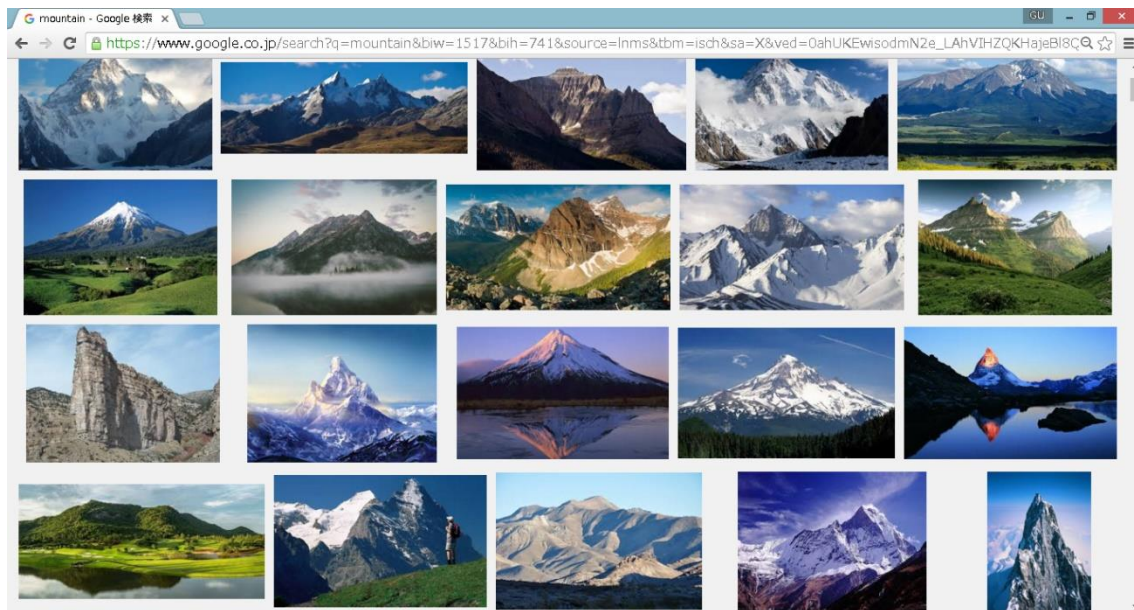 mountain - Google 検索
GU
https://www.google.co.jp/search?q=mountain&biw=1517&bih=741&source=lnms&tbm=isch&sa=X&ved=0ahUKEwisodmN2e_LAhVIHZQKHajeBl8Q